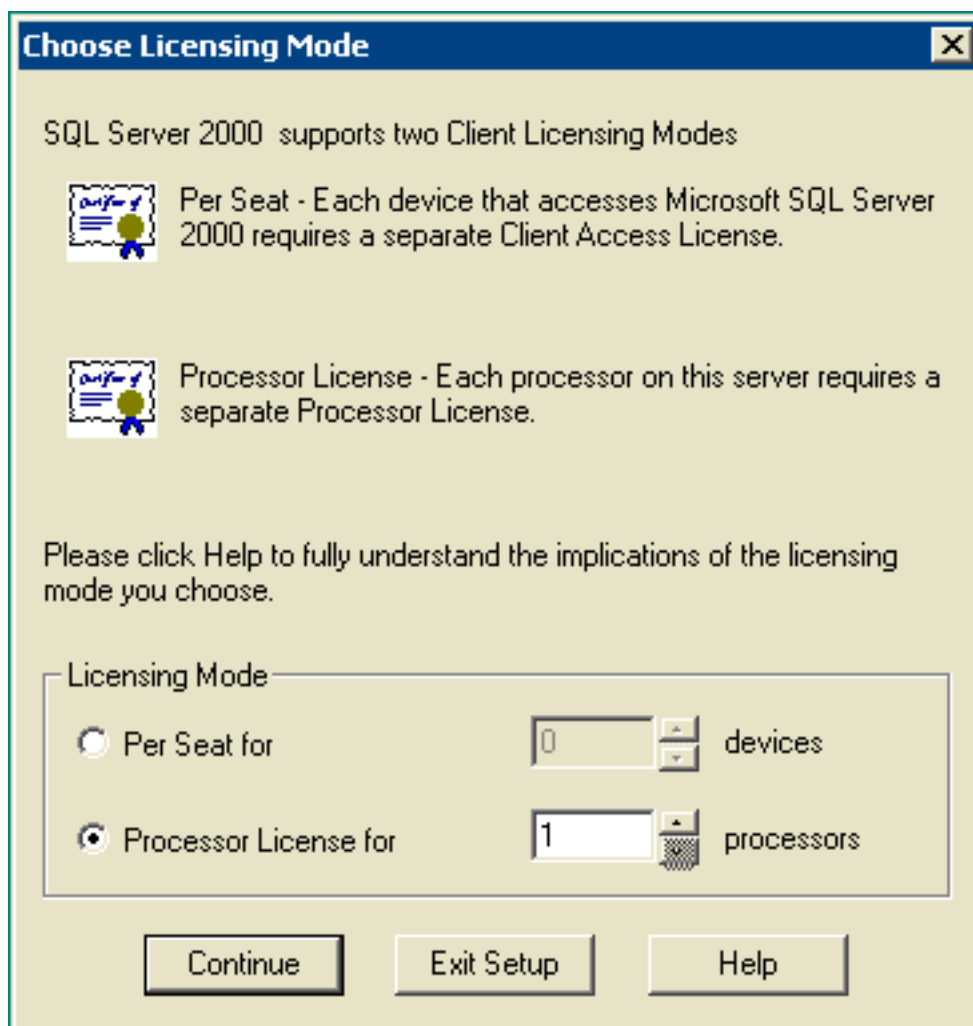 Choose Licensing Mode
SQL Server 2000  supports two Client Licensing Modes
Per Seat - Each device that accesses Microsoft SQL Server
2000 requires a separate Client Access License.
Processor License - Each processor on this server requires a
separate Processor License.
Please click Help to fully understand the implications of the licensing
mode you choose.
Licensing Mode
Per Seat for 0 devices
Processor License for 1 processors
Continue Exit Setup Help